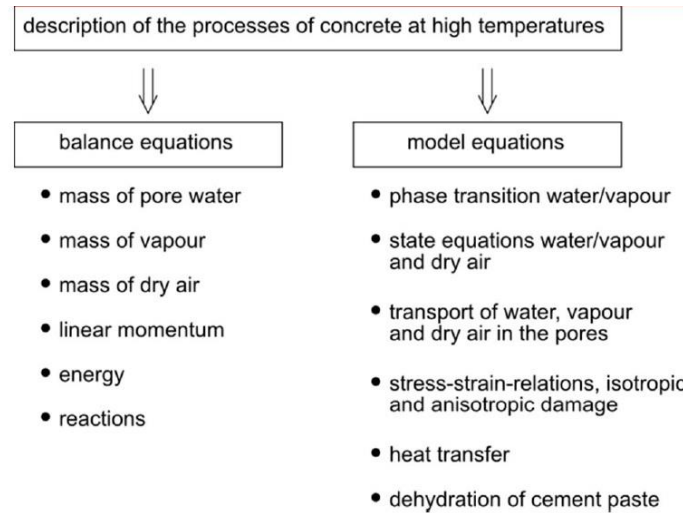 description of the processes of concrete at high temperatures
balance equations
• mass of pore water
• mass of vapour
• mass of dry air
• linear momentum
• energy
• reactions
model equations
• phase transition water/vapour
• state equations water/vapour
and dry air
• transport of water, vapour
and dry air in the pores
• stress-strain-relations, isotropic
and anisotropic damage
• heat transfer
• dehydration of cement paste